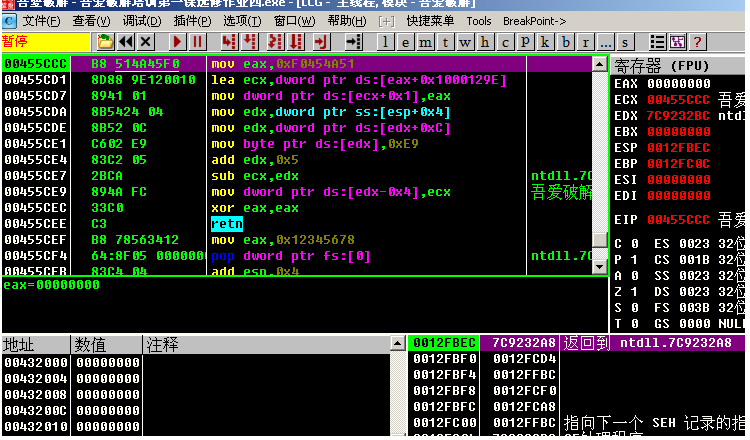 吾爱破解 - 吾爱破解培训第一课选修作业四.exe - [LCG - 主线程,模块 - 吾爱破解]
文件(F) 查看(V) 调试(D) 插件(P) 选项(T) 窗口(W) 帮助(H) [+] 快捷菜单 Tools BreakPoint->
暂停 l e m t w h c p k b r ... s ?
00455CCC B8 514A45F0 mov eax,0xF0454A51
00455CD1 8D88 9E120010 lea ecx,dword ptr ds:[eax+0x1000129E]
00455CD7 8941 01 mov dword ptr ds:[ecx+0x1],eax
00455CDA 8B5424 04 mov edx,dword ptr ss:[esp+0x4]
00455CDE 8B52 0C mov edx,dword ptr ds:[edx+0xC]
00455CE1 C602 E9 mov byte ptr ds:[edx],0xE9
00455CE4 83C2 05 add edx,0x5
00455CE7 2BCA sub ecx,edx ntdll.7C
00455CE9 894A FC mov dword ptr ds:[edx-0x4],ecx 吾爱破解
00455CEC 33C0 xor eax,eax
00455CEE C3 retn
00455CEF B8 78563412 mov eax,0x12345678
00455CF4 64:8F05 0000000 pop dword ptr fs:[0] ntdll.7C
00455CFB 83C4 04 add esp,0x4
eax=00000000
寄存器 (FPU)
EAX 00000000
ECX 00455CCC 吾
EDX 7C9232BC ntd
EBX 00000000
ESP 0012FBEC
EBP 0012FC0C
ESI 00000000
EDI 00000000
EIP 00455CCC 吾
C 0 ES 0023 32位
P 1 CS 001B 32位
A 0 SS 0023 32位
Z 1 DS 0023 32位
S 0 FS 003B 32位
T 0 GS 0000 NULL
地址 数值 注释
00432000 00000000
00432004 00000000
00432008 00000000
0043200C 00000000
00432010 00000000
0012FBEC 7C9232A8 返回到 ntdll.7C9232A8
0012FBF0 0012FCD4
0012FBF4 0012FFBC
0012FBF8 0012FCF0
0012FBFC 0012FCA8
0012FC00 0012FFBC 指向下一个 SEH 记录的指